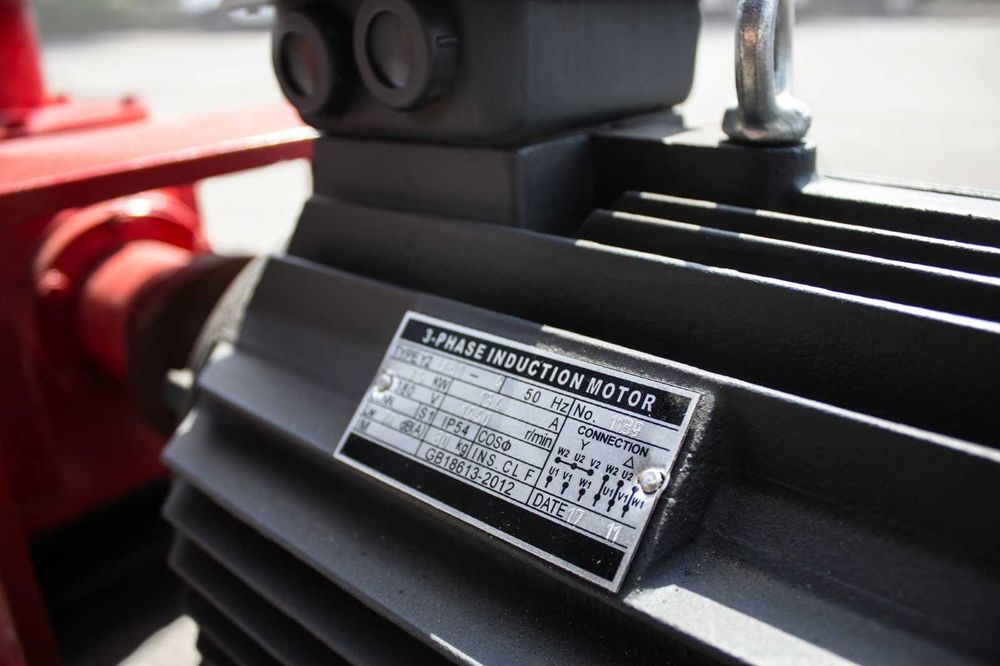 3-PHASE INDUCTION MOTOR
TYPE Y2
KW 50 Hz No. 1139
380 V A CONNECTION
r/min Y △
dB(A) S1 IP54 COSΦ W2 U2 V2 W2 U2
kg INS.CL F U1 V1 W1 U1 V1 W1
GB18613-2012 DATE 17 11